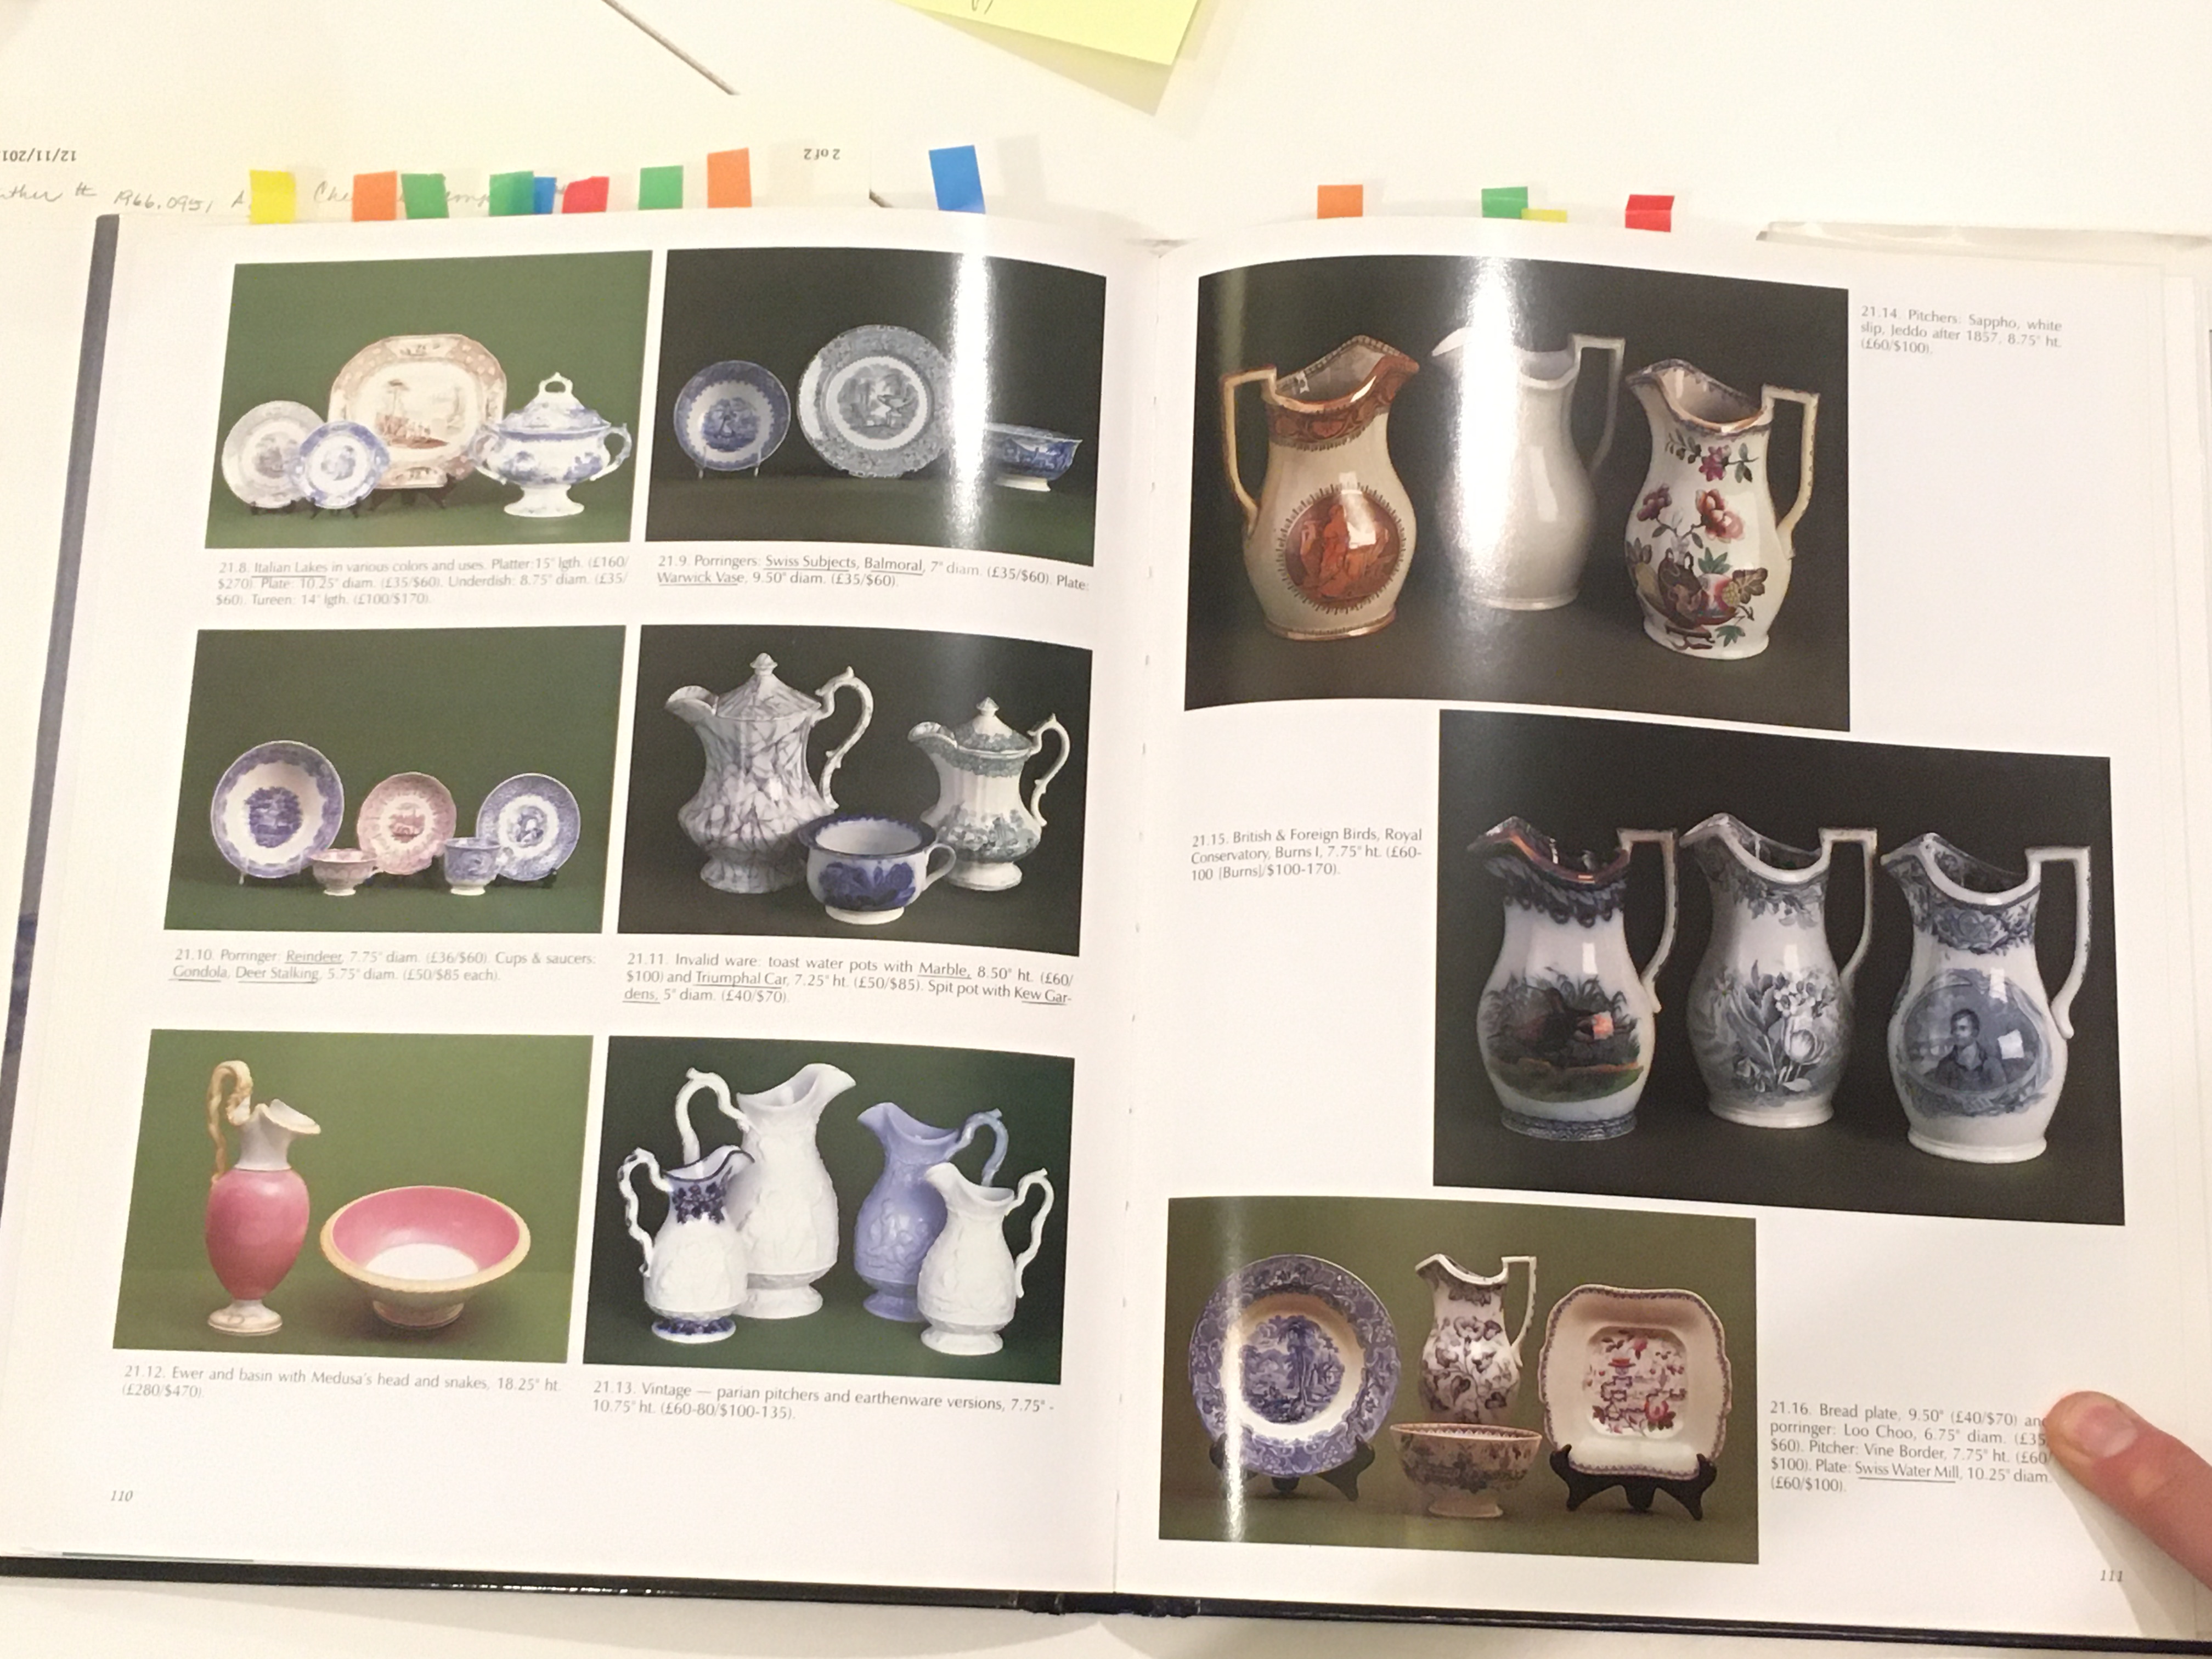 12/11/201
2 of 2
# 1966.0951
21.8. Italian Lakes in various colors and uses. Platter: 15" lgth. (£160/
$270). Plate: 10.25" diam. (£35/$60). Underdish: 8.75" diam. (£35/
$60). Tureen: 14" lgth. (£100/$170).
21.9. Porringers: Swiss Subjects, Balmoral, 7" diam. (£35/$60). Plate:
Warwick Vase, 9.50" diam. (£35/$60).
21.10. Porringer: Reindeer, 7.75" diam. (£36/$60). Cups & saucers:
Gondola, Deer Stalking, 5.75" diam. (£50/$85 each).
21.11. Invalid ware: toast water pots with Marble, 8.50" ht. (£60/
$100) and Triumphal Car, 7.25" ht. (£50/$85). Spit pot with Kew Gar-
dens, 5" diam. (£40/$70).
21.12. Ewer and basin with Medusa's head and snakes, 18.25" ht.
(£280/$470).
21.13. Vintage — parian pitchers and earthenware versions, 7.75" -
10.75" ht. (£60-80/$100-135).
110
21.14. Pitchers: Sappho, white
slip, Jeddo after 1857, 8.75" ht.
(£60/$100).
21.15. British & Foreign Birds, Royal
Conservatory, Burns I, 7.75" ht. (£60-
100 [Burns]/$100-170).
21.16. Bread plate, 9.50" (£40/$70) an
porringer: Loo Choo, 6.75" diam. (£35
$60). Pitcher: Vine Border, 7.75" ht. (£60/
$100). Plate: Swiss Water Mill, 10.25" diam.
(£60/$100).
111